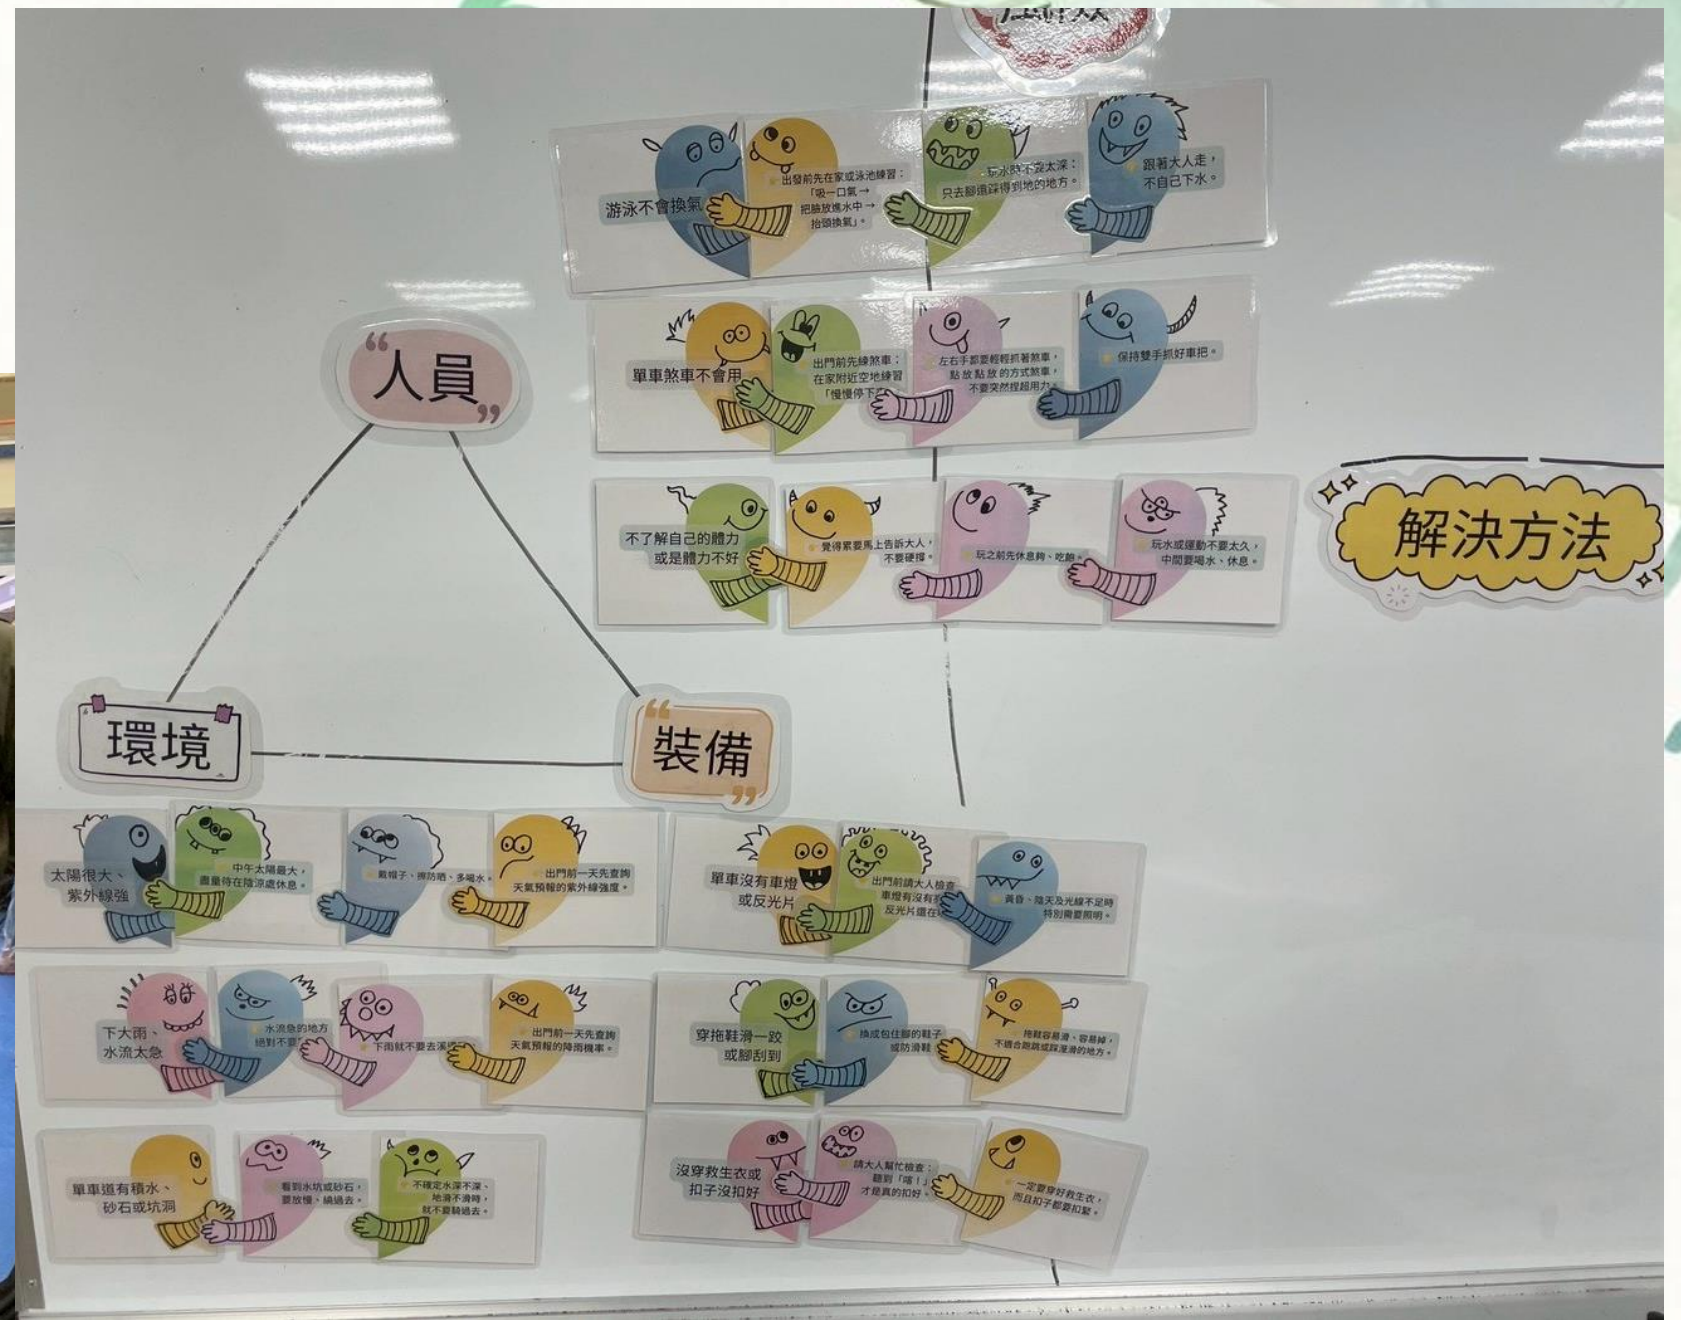 游泳不會換氣
出發前先在家或泳池練習:
「吸一口氣→
把臉放進水中→
抬頭換氣」。
玩水時不要太深:
只去腳還踩得到地的地方。
跟著大人走,
不自己下水。
單車煞車不會用
出門前先練煞車:
在家附近空地練習
「慢慢停下
左右手都要輕輕抓著煞車,
點放點放的方式煞車,
不要突然捏超用力
保持雙手抓好車把。
不了解自己的體力
或是體力不好
覺得累要馬上告訴大人,
不要硬撐。
玩之前先休息夠、吃飽
玩水或運動不要太久,
中間要喝水、休息。
人員
環境
裝備
解決方法
太陽很大、
紫外線強
中午太陽最大,
盡量待在陰涼處休息。
戴帽子、擦防晒、多喝水。
出門前一天先查詢
天氣預報的紫外線強度。
下大雨、
水流太急
水流急的地方
絕對不要
下雨就不要去溪
出門前一天先查詢
天氣預報的降雨機率。
單車道有積水、
砂石或坑洞
看到水坑或砂石,
要放慢、繞過去。
不確定水深不深、
地滑不滑時,
就不要騎過去。
單車沒有車燈
或反光片
出門前請大人檢查
車燈有沒有
反光片還在
黃昏、陰天及光線不足時
特別需要照明。
穿拖鞋滑一跤
或腳刮到
換成包住腳的鞋子
或防滑鞋
拖鞋容易滑、容易掉,
不適合跑跳或踩溼滑的地方。
沒穿救生衣或
扣子沒扣好
請大人幫忙檢查:
聽到「喀!」
才是真的扣好。
一定要穿好救生衣,
而且扣子都要扣緊。